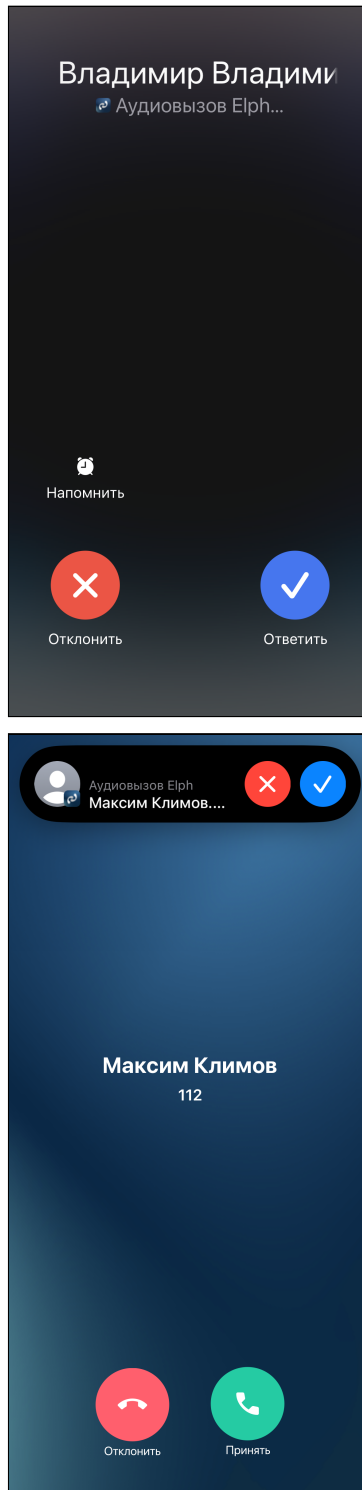 Владимир Владими
Аудиовызов Elph...
Напомнить
Отклонить
Ответить
Аудиовызов Elph
Максим Климов....
Максим Климов
112
Отклонить
Принять